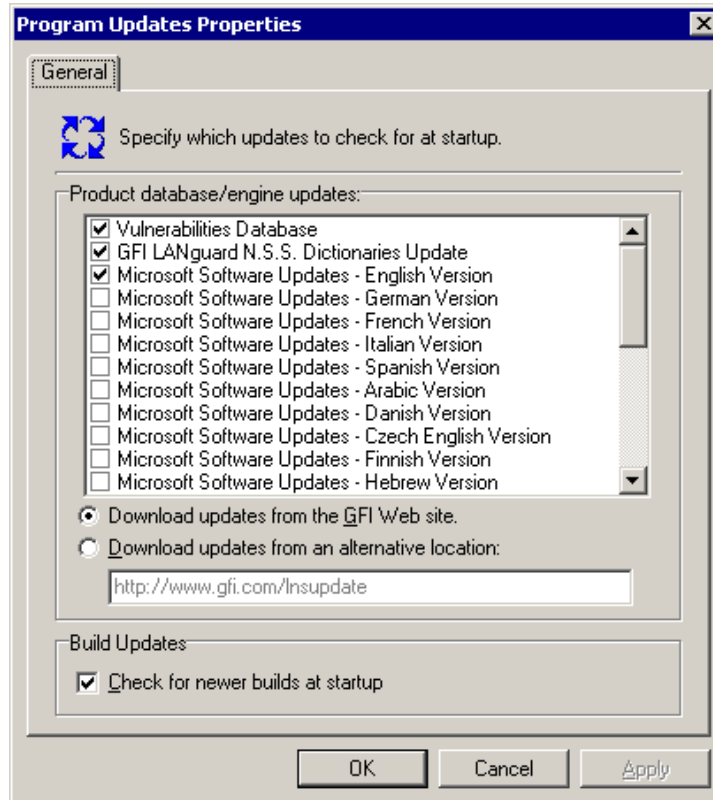 Program Updates Properties
General
Specify which updates to check for at startup.
Product database/engine updates:
Vulnerabilities Database
GFI LANguard N.S.S. Dictionaries Update
Microsoft Software Updates - English Version
Microsoft Software Updates - German Version
Microsoft Software Updates - French Version
Microsoft Software Updates - Italian Version
Microsoft Software Updates - Spanish Version
Microsoft Software Updates - Arabic Version
Microsoft Software Updates - Danish Version
Microsoft Software Updates - Czech English Version
Microsoft Software Updates - Finnish Version
Microsoft Software Updates - Hebrew Version
Download updates from the GFI Web site.
Download updates from an alternative location:
http://www.gfi.com/lnsupdate
Build Updates
Check for newer builds at startup
OK Cancel Apply